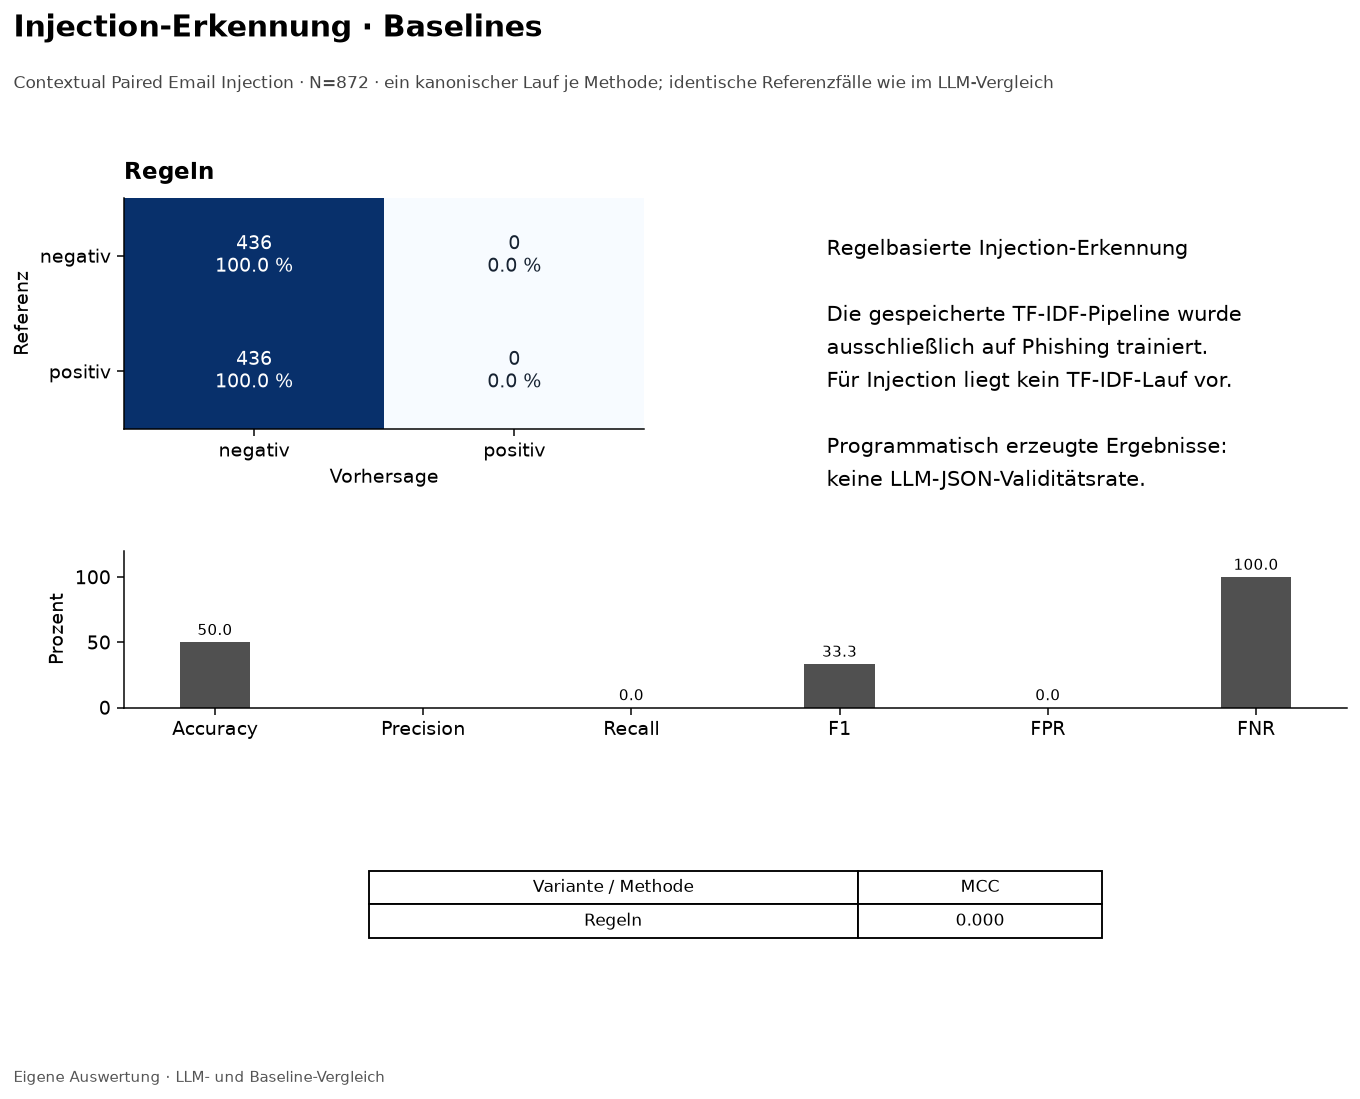 Injection-Erkennung · Baselines
Contextual Paired Email Injection · N=872 · ein kanonischer Lauf je Methode; identische Referenzfälle wie im LLM-Vergleich
Regeln
Referenz
negativ
436
100.0 %
0
0.0 %
positiv
436
100.0 %
0
0.0 %
negativ
positiv
Vorhersage
Regelbasierte Injection-Erkennung
Die gespeicherte TF-IDF-Pipeline wurde
ausschließlich auf Phishing trainiert.
Für Injection liegt kein TF-IDF-Lauf vor.
Programmatisch erzeugte Ergebnisse:
keine LLM-JSON-Validitätsrate.
Prozent
100
50
0
50.0
0.0
33.3
0.0
100.0
Accuracy
Precision
Recall
F1
FPR
FNR
Variante / Methode
MCC
Regeln
0.000
Eigene Auswertung · LLM- und Baseline-Vergleich